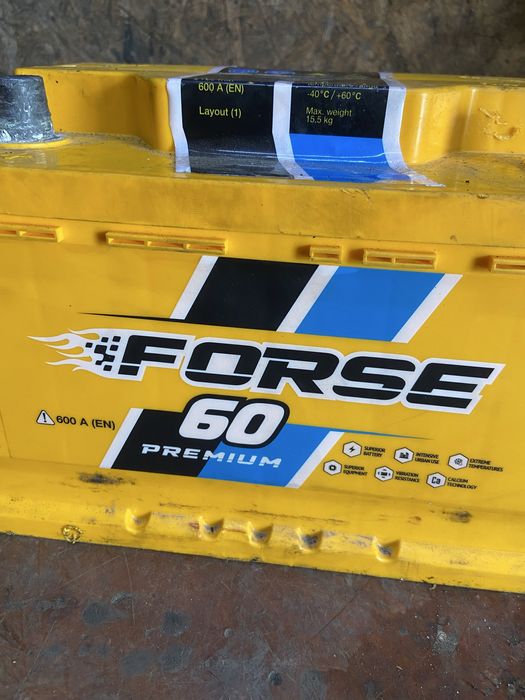 600 A (EN)
-40°C / +60°C
Layout (1)
Max. weight
15,5 kg
FORSE
60
PREMIUM
600 A (EN)
SUPERIOR
BATTERY
INTENSIVE
URBAN USE
EXTREME
TEMPERATURES
SUPERIOR
EQUIPMENT
VIBRATION
RESISTANCE
Ca
CALCIUM
TECHNOLOGY